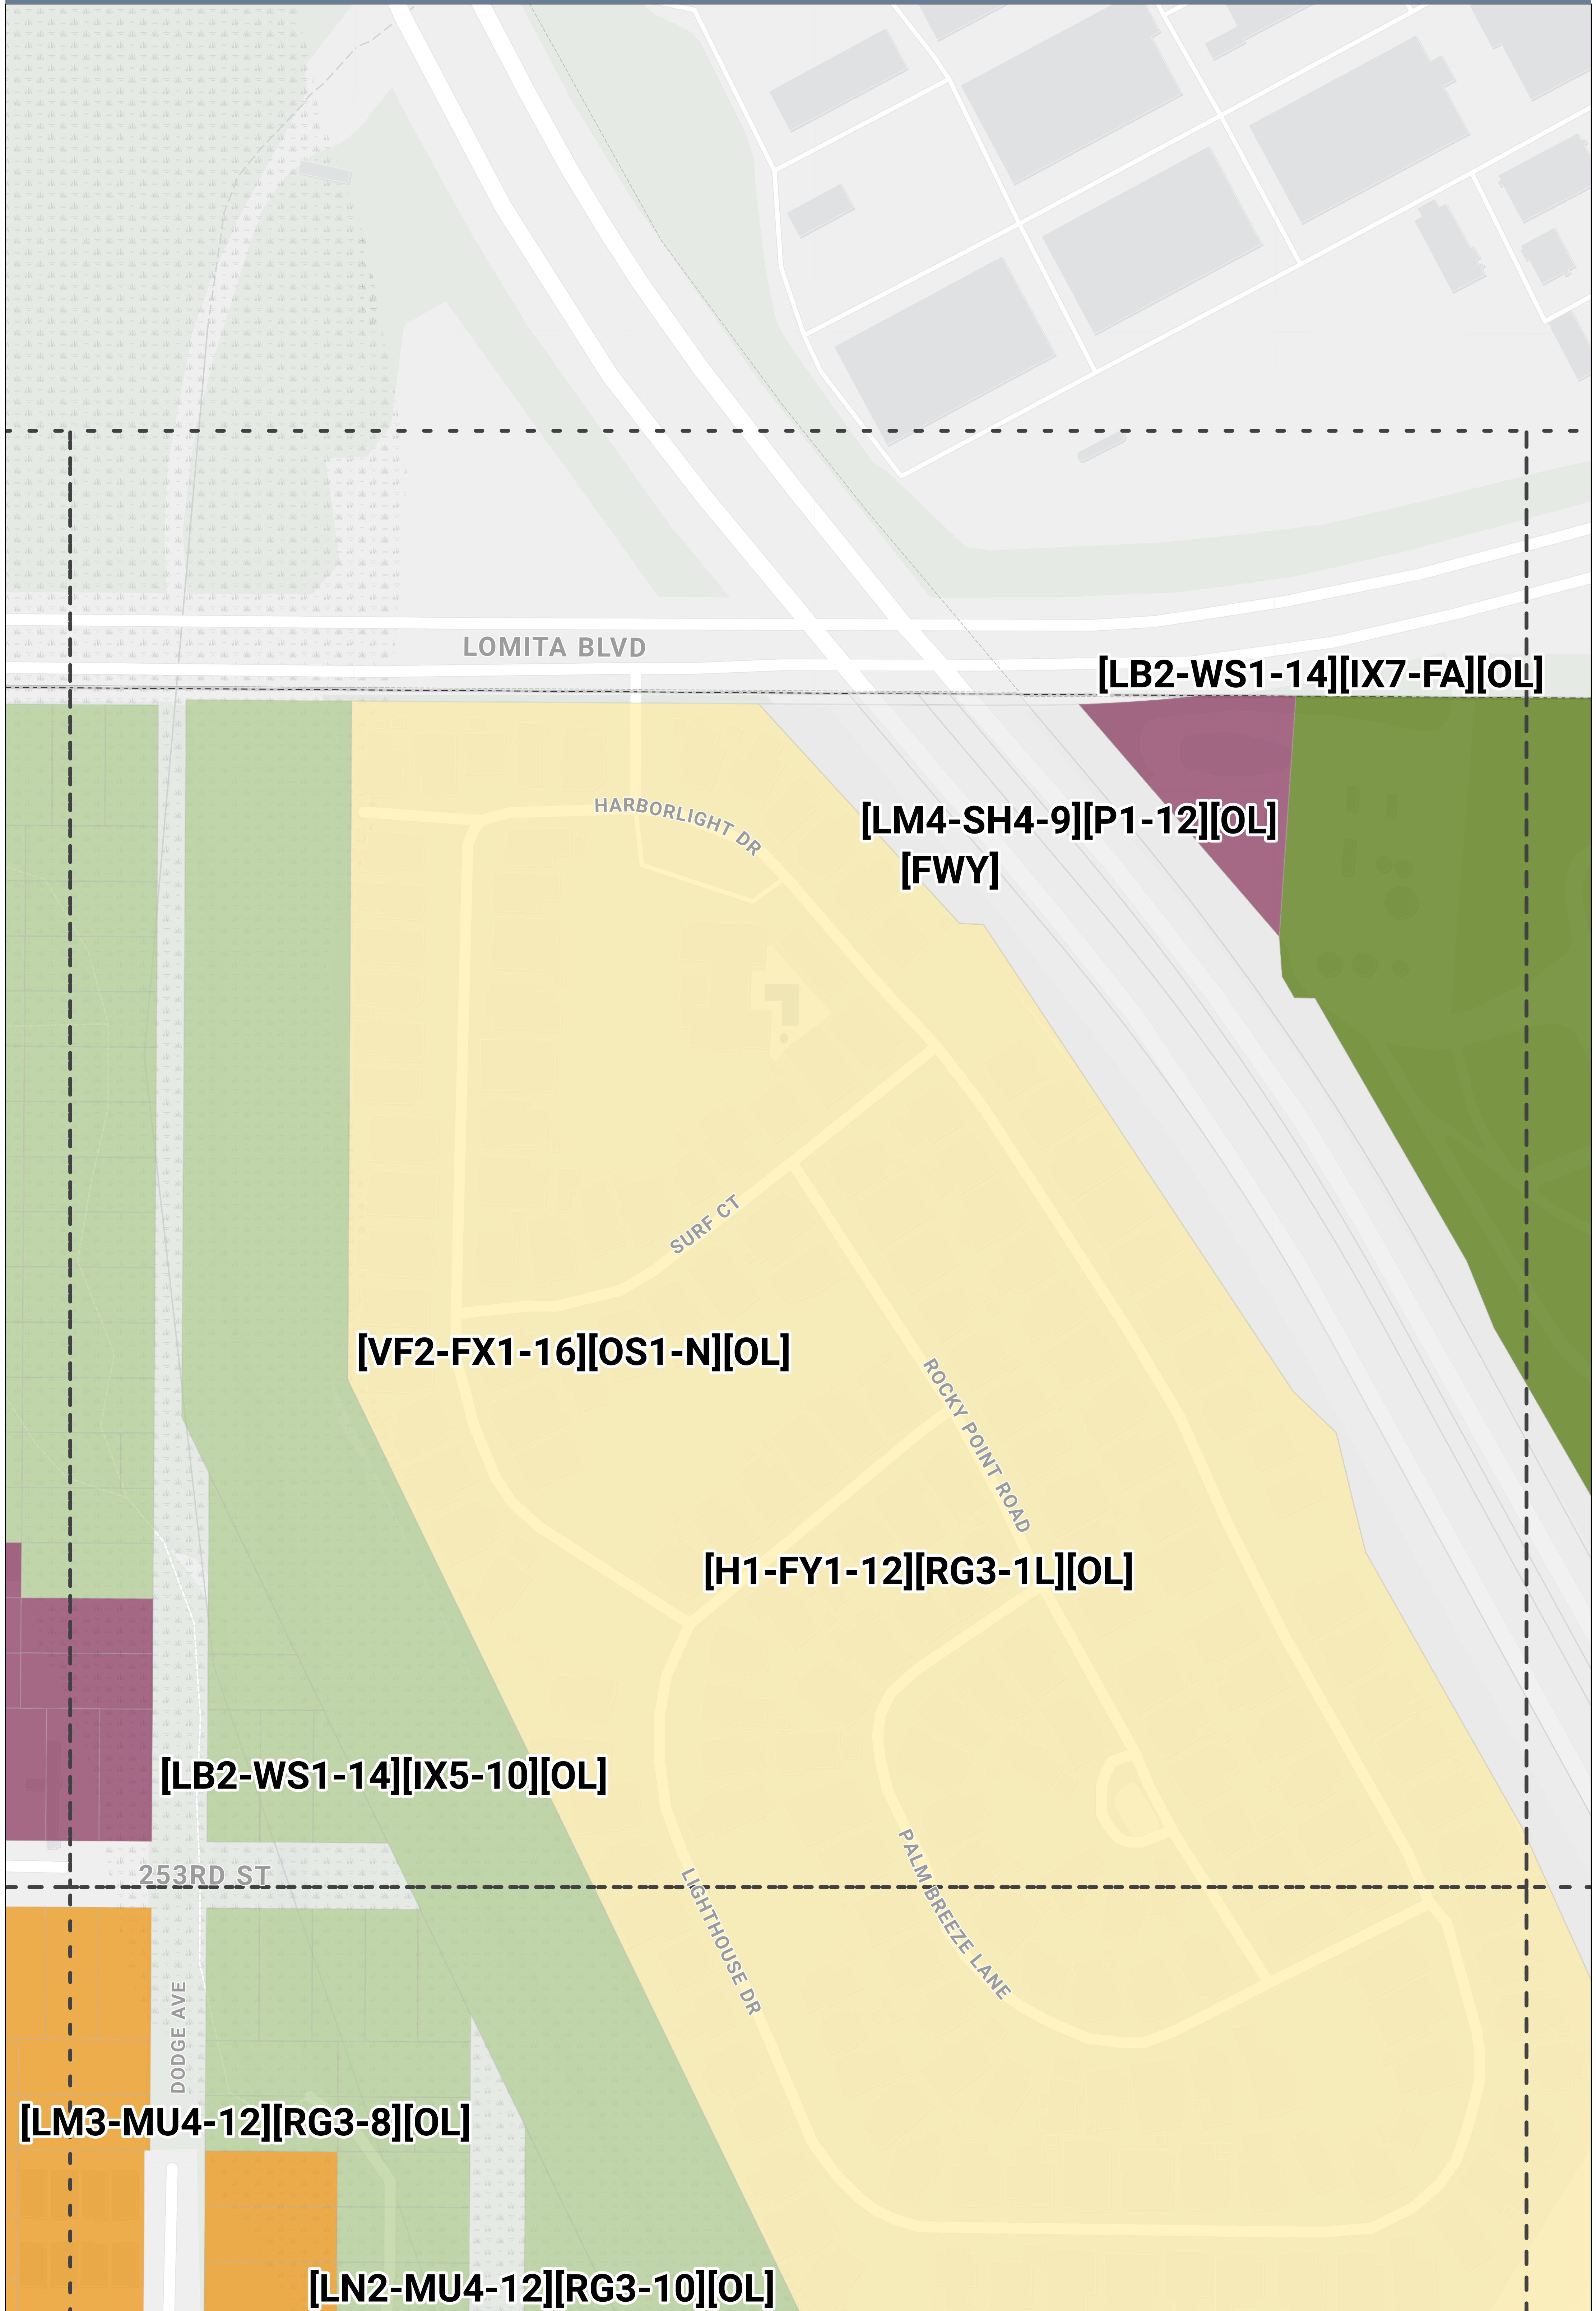 LOMITA BLVD
[LB2-WS1-14][IX7-FA][OL]
HARBORLIGHT DR
[LM4-SH4-9][P1-12][OL]
[FWY]
SURF CT
[VF2-FX1-16][OS1-N][OL]
ROCKY POINT ROAD
[H1-FY1-12][RG3-1L][OL]
[LB2-WS1-14][IX5-10][OL]
253RD ST
LIGHTHOUSE DR
PALM BREEZE LANE
DODGE AVE
[LM3-MU4-12][RG3-8][OL]
[LN2-MU4-12][RG3-10][OL]